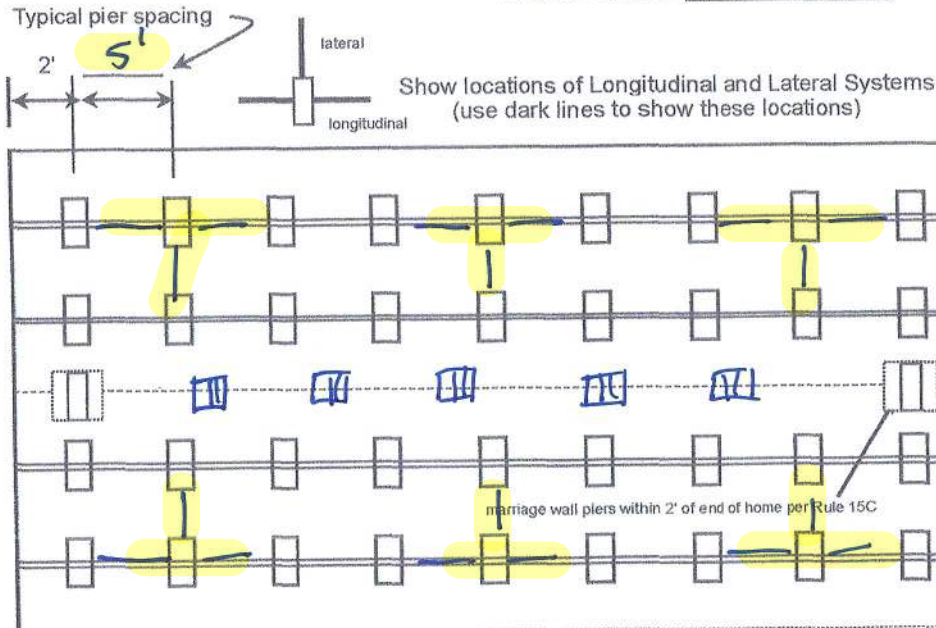 Typical pier spacing
2'
5'
lateral
longitudinal
Show locations of Longitudinal and Lateral Systems
(use dark lines to show these locations)
marriage wall piers within 2' of end of home per Rule 15C